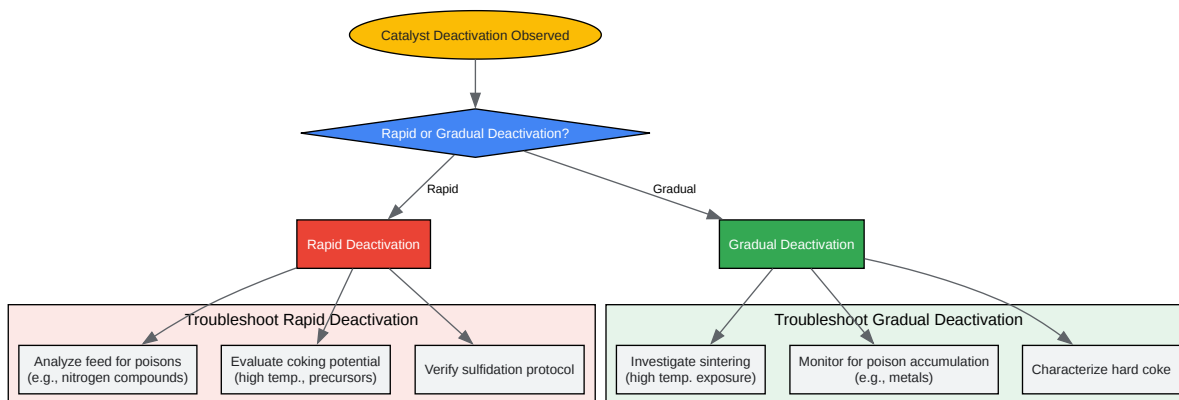 Catalyst Deactivation Observed
Rapid or Gradual Deactivation?
Rapid
Gradual
Rapid Deactivation
Gradual Deactivation
Troubleshoot Rapid Deactivation
Analyze feed for poisons
(e.g., nitrogen compounds)
Evaluate coking potential
(high temp., precursors)
Verify sulfidation protocol
Troubleshoot Gradual Deactivation
Investigate sintering
(high temp. exposure)
Monitor for poison accumulation
(e.g., metals)
Characterize hard coke